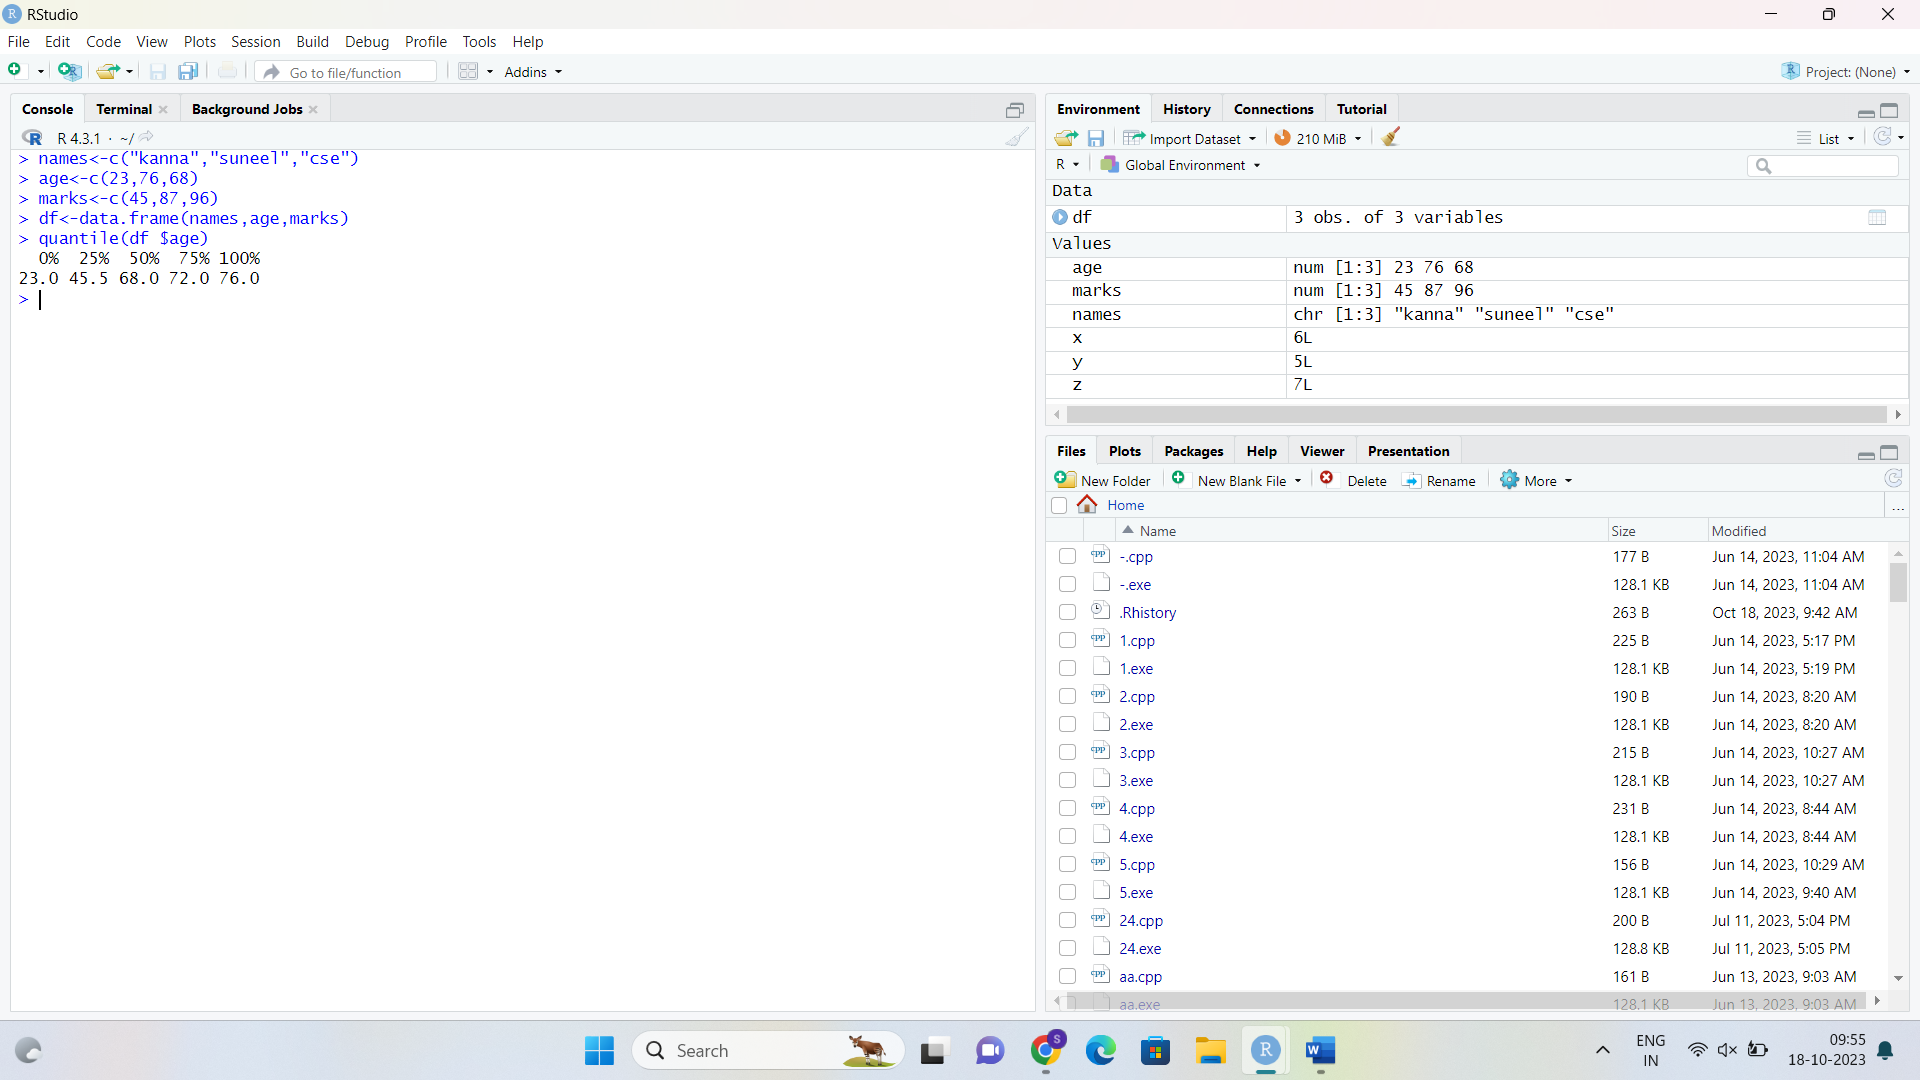 RStudio
File Edit Code View Plots Session Build Debug Profile Tools Help
Go to file/function Addins Project: (None)
Console Terminal Background Jobs
R 4.3.1 · ~/
> names<-c("kanna","suneel","cse")
> age<-c(23,76,68)
> marks<-c(45,87,96)
> df<-data.frame(names,age,marks)
> quantile(df $age)
0% 25% 50% 75% 100%
23.0 45.5 68.0 72.0 76.0
>
Environment History Connections Tutorial
Import Dataset 210 MiB List
R Global Environment
Data
df 3 obs. of 3 variables
Values
age num [1:3] 23 76 68
marks num [1:3] 45 87 96
names chr [1:3] "kanna" "suneel" "cse"
x 6L
y 5L
z 7L
Files Plots Packages Help Viewer Presentation
New Folder New Blank File Delete Rename More
Home ...
Name Size Modified
-.cpp 177 B Jun 14, 2023, 11:04 AM
-.exe 128.1 KB Jun 14, 2023, 11:04 AM
.Rhistory 263 B Oct 18, 2023, 9:42 AM
1.cpp 225 B Jun 14, 2023, 5:17 PM
1.exe 128.1 KB Jun 14, 2023, 5:19 PM
2.cpp 190 B Jun 14, 2023, 8:20 AM
2.exe 128.1 KB Jun 14, 2023, 8:20 AM
3.cpp 215 B Jun 14, 2023, 10:27 AM
3.exe 128.1 KB Jun 14, 2023, 10:27 AM
4.cpp 231 B Jun 14, 2023, 8:44 AM
4.exe 128.1 KB Jun 14, 2023, 8:44 AM
5.cpp 156 B Jun 14, 2023, 10:29 AM
5.exe 128.1 KB Jun 14, 2023, 9:40 AM
24.cpp 200 B Jul 11, 2023, 5:04 PM
24.exe 128.8 KB Jul 11, 2023, 5:05 PM
aa.cpp 161 B Jun 13, 2023, 9:03 AM
aa.exe 128.1 KB Jun 13, 2023, 9:03 AM
Search
ENG
IN
09:55
18-10-2023